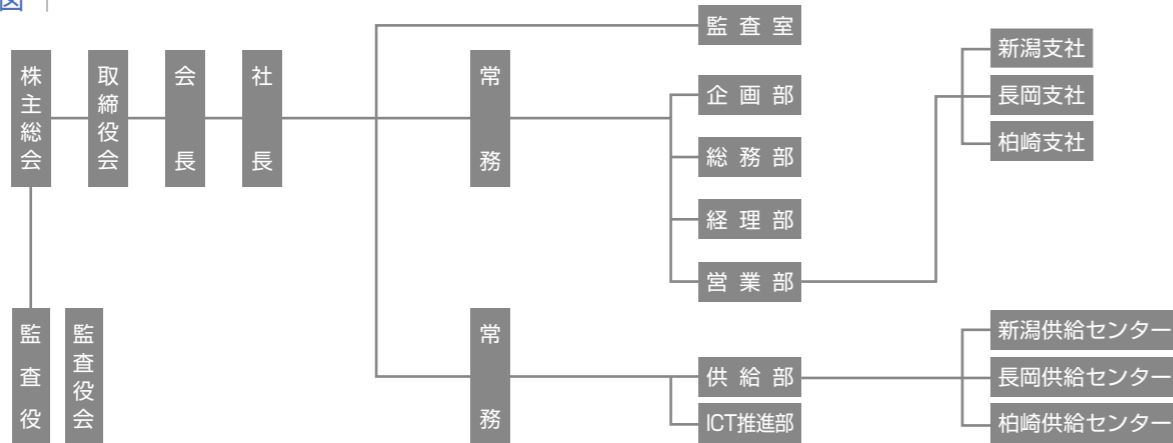 図
株主総会
取締役会
会長
社長
監査役
監査役会
常務
監査室
企画部
総務部
経理部
営業部
新潟支社
長岡支社
柏崎支社
常務
供給部
ICT推進部
新潟供給センター
長岡供給センター
柏崎供給センター